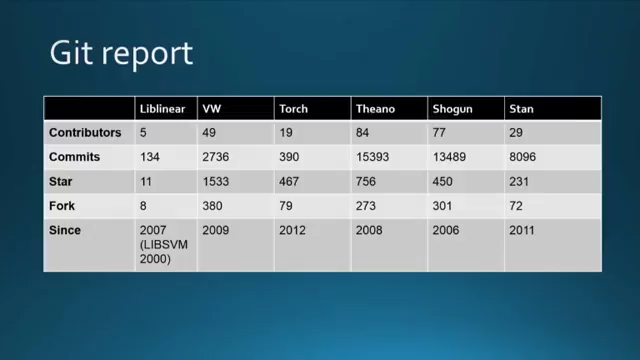 Git report
Liblinear VW Torch Theano Shogun Stan
Contributors 5 49 19 84 77 29
Commits 134 2736 390 15393 13489 8096
Star 11 1533 467 756 450 231
Fork 8 380 79 273 301 72
Since 2007 2009 2012 2008 2006 2011
(LIBSVM
2000)